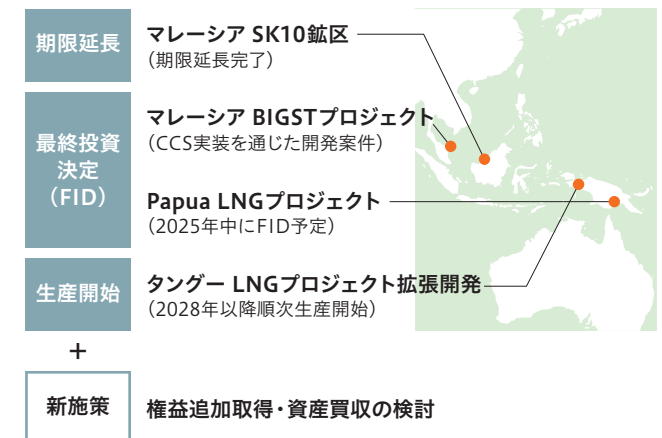 期限延長
マレーシア SK10鉱区
（期限延長完了）
最終投資
決定
（FID）
マレーシア BIGSTプロジェクト
（CCS実装を通じた開発案件）
Papua LNGプロジェクト
（2025年中にFID予定）
生産開始
タングー LNGプロジェクト拡張開発
（2028年以降順次生産開始）
＋
新施策
権益追加取得・資産買収の検討